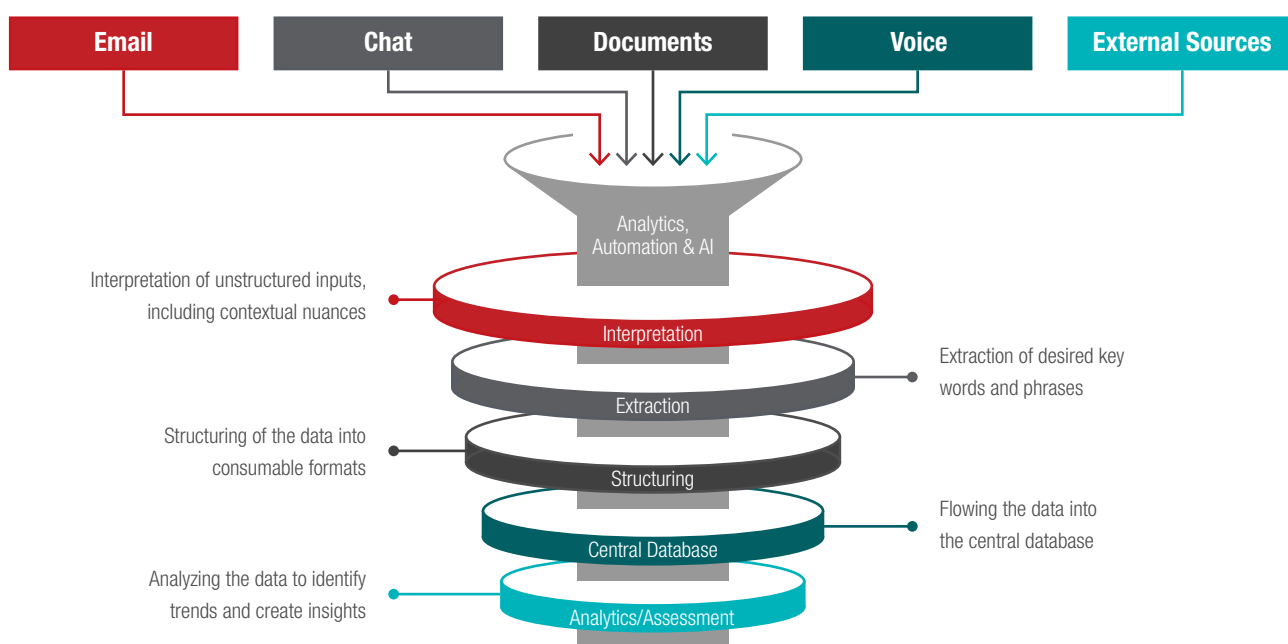 Email
Chat
Documents
Voice
External Sources
Analytics,
Automation & AI
Interpretation of unstructured inputs,
including contextual nuances
Interpretation
Extraction of desired key
words and phrases
Extraction
Structuring of the data into
consumable formats
Structuring
Flowing the data into
the central database
Central Database
Analyzing the data to identify
trends and create insights
Analytics/Assessment